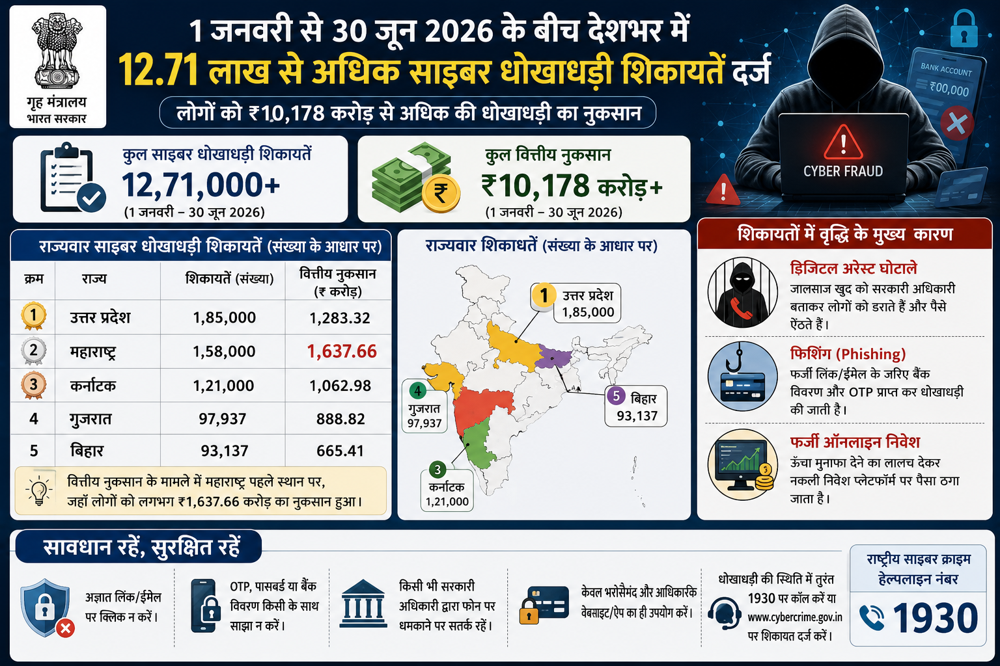 गृह मंत्रालय
भारत सरकार
1 जनवरी से 30 जून 2026 के बीच देशभर में
12.71 लाख से अधिक साइबर धोखाधड़ी शिकायतें दर्ज
लोगों को ₹10,178 करोड़ से अधिक की धोखाधड़ी का नुकसान
BANK ACCOUNT
₹00,000
CYBER FRAUD
कुल साइबर धोखाधड़ी शिकायतें
12,71,000+
(1 जनवरी – 30 जून 2026)
कुल वित्तीय नुकसान
₹10,178 करोड़+
(1 जनवरी – 30 जून 2026)
राज्यवार साइबर धोखाधड़ी शिकायतें (संख्या के आधार पर)
क्रम राज्य शिकायतें (संख्या) वित्तीय नुकसान (₹ करोड़)
1 उत्तर प्रदेश 1,85,000 1,283.32
2 महाराष्ट्र 1,58,000 1,637.66
3 कर्नाटक 1,21,000 1,062.98
4 गुजरात 97,937 888.82
5 बिहार 93,137 665.41
वित्तीय नुकसान के मामले में महाराष्ट्र पहले स्थान पर,
जहाँ लोगों को लगभग ₹1,637.66 करोड़ का नुकसान हुआ।
राज्यवार शिकाधतें (संख्या के आधार पर)
1 उत्तर प्रदेश
1,85,000
4
गुजरात
97,937
5 बिहार
93,137
3
कर्नाटक
1,21,000
शिकायतों में वृद्धि के मुख्य कारण
डिजिटल अरेस्ट घोटाले
जालसाज खुद को सरकारी अधिकारी
बताकर लोगों को डराते हैं और पैसे
ऐंठते हैं।
फिशिंग (Phishing)
फर्जी लिंक/ईमेल के जरिए बैंक
विवरण और OTP प्राप्त कर धोखाधड़ी
की जाती है।
फर्जी ऑनलाइन निवेश
ऊँचा मुनाफा देने का लालच देकर
नकली निवेश प्लेटफॉर्म पर पैसा ठगा
जाता है।
सावधान रहें, सुरक्षित रहें
अज्ञात लिंक/ईमेल
पर क्लिक न करें।
OTP, पासबर्ड या बैंक
विवरण किसी के साथ
साझा न करें।
किसी भी सरकारी
अधिकारी द्वारा फोन पर
धमकाने पर सतर्क रहें।
केवल भरोसेमंद और आधिकारिक
वेबसाइट/ऐप का ही उपयोग करें।
धोखाधड़ी की स्थिति में तुरंत
1930 पर कॉल करें या
www.cybercrime.gov.in
पर शिकायत दर्ज करें।
राष्ट्रीय साइबर क्राइम
हेल्पलाइन नंबर
1930